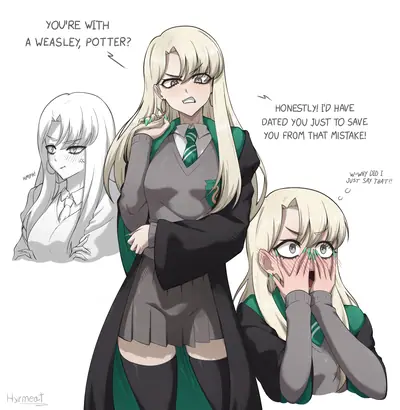 YOU'RE WITH
A WEASLEY, POTTER?
HONESTLY! I'D HAVE
DATED YOU JUST TO SAVE
YOU FROM THAT MISTAKE!
W-WHY DID I
JUST SAY THAT!!
HMPH!